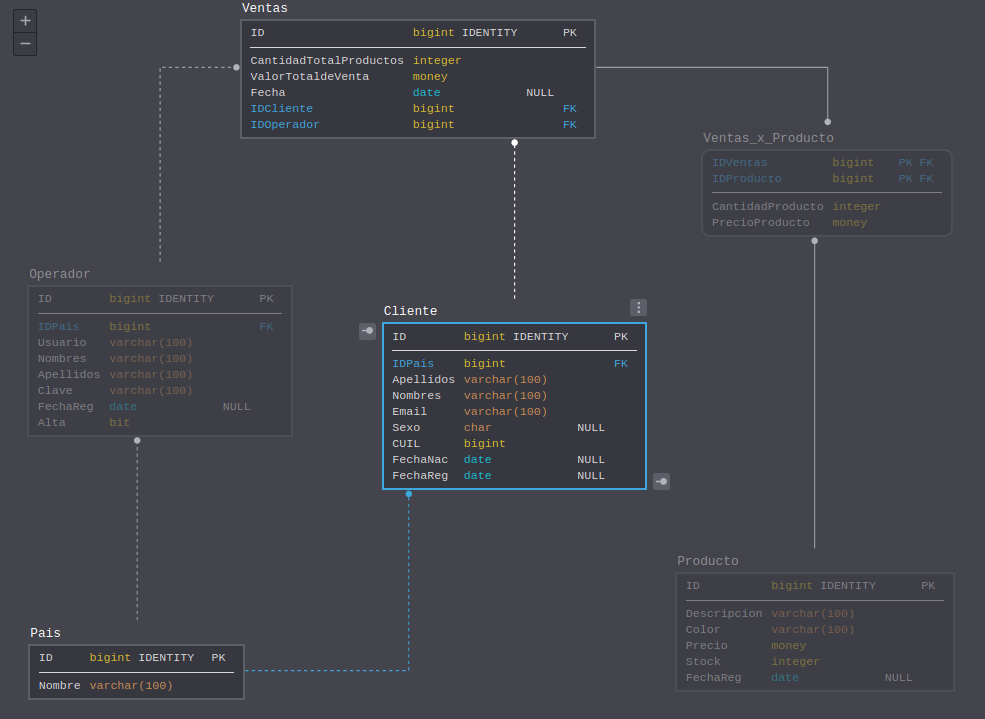 Ventas
ID bigint IDENTITY PK
CantidadTotalProductos integer
ValorTotaldeVenta money
Fecha date NULL
IDCliente bigint FK
IDOperador bigint FK
Ventas_x_Producto
IDVentas bigint PK FK
IDProducto bigint PK FK
CantidadProducto integer
PrecioProducto money
Operador
ID bigint IDENTITY PK
IDPais bigint FK
Usuario varchar(100)
Nombres varchar(100)
Apellidos varchar(100)
Clave varchar(100)
FechaReg date NULL
Alta bit
Cliente
ID bigint IDENTITY PK
IDPais bigint FK
Apellidos varchar(100)
Nombres varchar(100)
Email varchar(100)
Sexo char NULL
CUIL bigint
FechaNac date NULL
FechaReg date NULL
Producto
ID bigint IDENTITY PK
Descripcion varchar(100)
Color varchar(100)
Precio money
Stock integer
FechaReg date NULL
Pais
ID bigint IDENTITY PK
Nombre varchar(100)